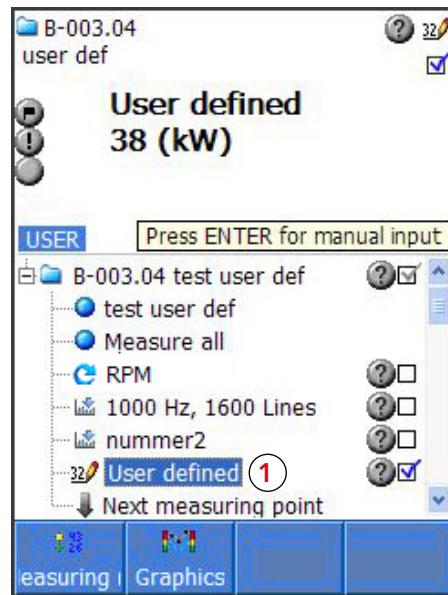 B-003.04
32
user def
User defined
38 (kW)
USER
Press ENTER for manual input
B-003.04 test user def
test user def
Measure all
RPM
1000 Hz, 1600 Lines
nummer2
32 User defined 1
Next measuring point
easuring
Graphics